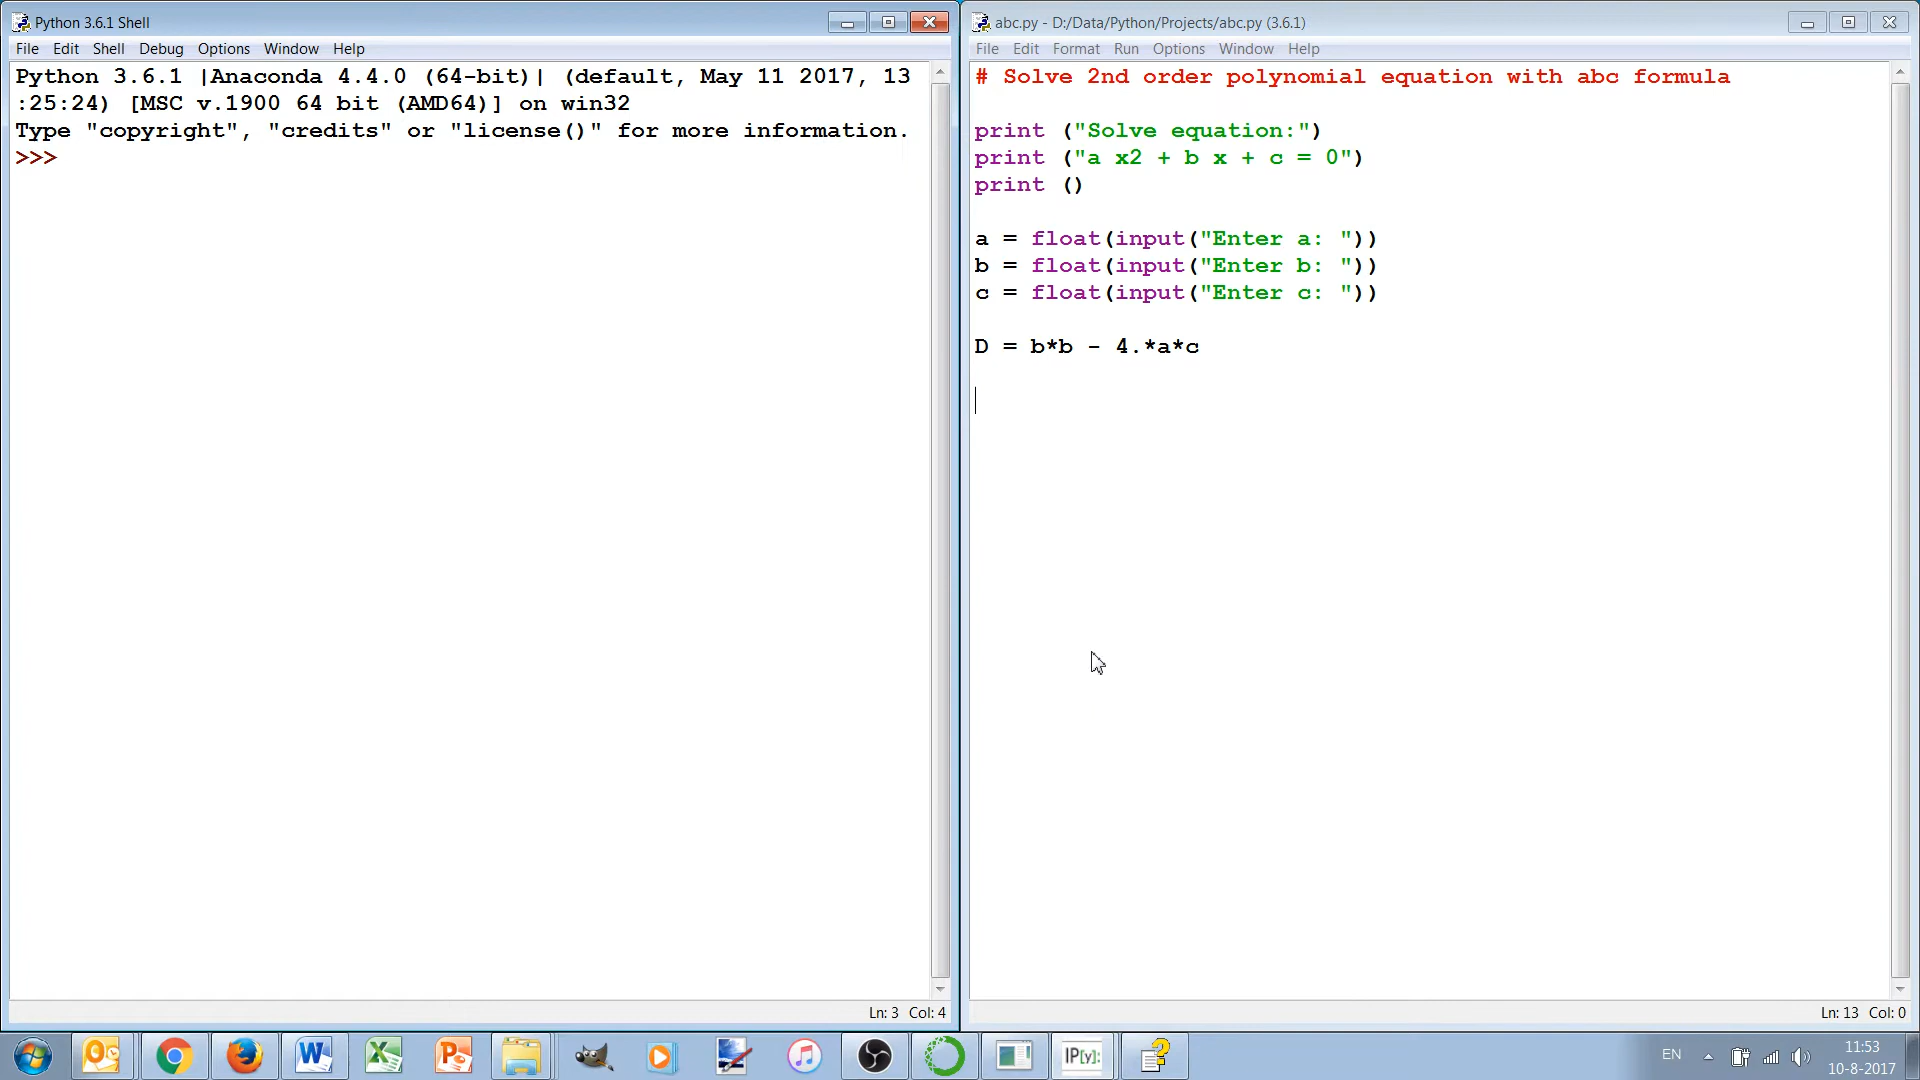 Python 3.6.1 Shell
File Edit Shell Debug Options Window Help
Python 3.6.1 |Anaconda 4.4.0 (64-bit)| (default, May 11 2017, 13
:25:24) [MSC v.1900 64 bit (AMD64)] on win32
Type "copyright", "credits" or "license()" for more information.
>>>
Ln: 3 Col: 4
abc.py - D:/Data/Python/Projects/abc.py (3.6.1)
File Edit Format Run Options Window Help
# Solve 2nd order polynomial equation with abc formula
print ("Solve equation:")
print ("a x2 + b x + c = 0")
print ()
a = float(input("Enter a: "))
b = float(input("Enter b: "))
c = float(input("Enter c: "))
D = b*b - 4.*a*c
Ln: 13 Col: 0
IP[y]:
EN
11:53
10-8-2017